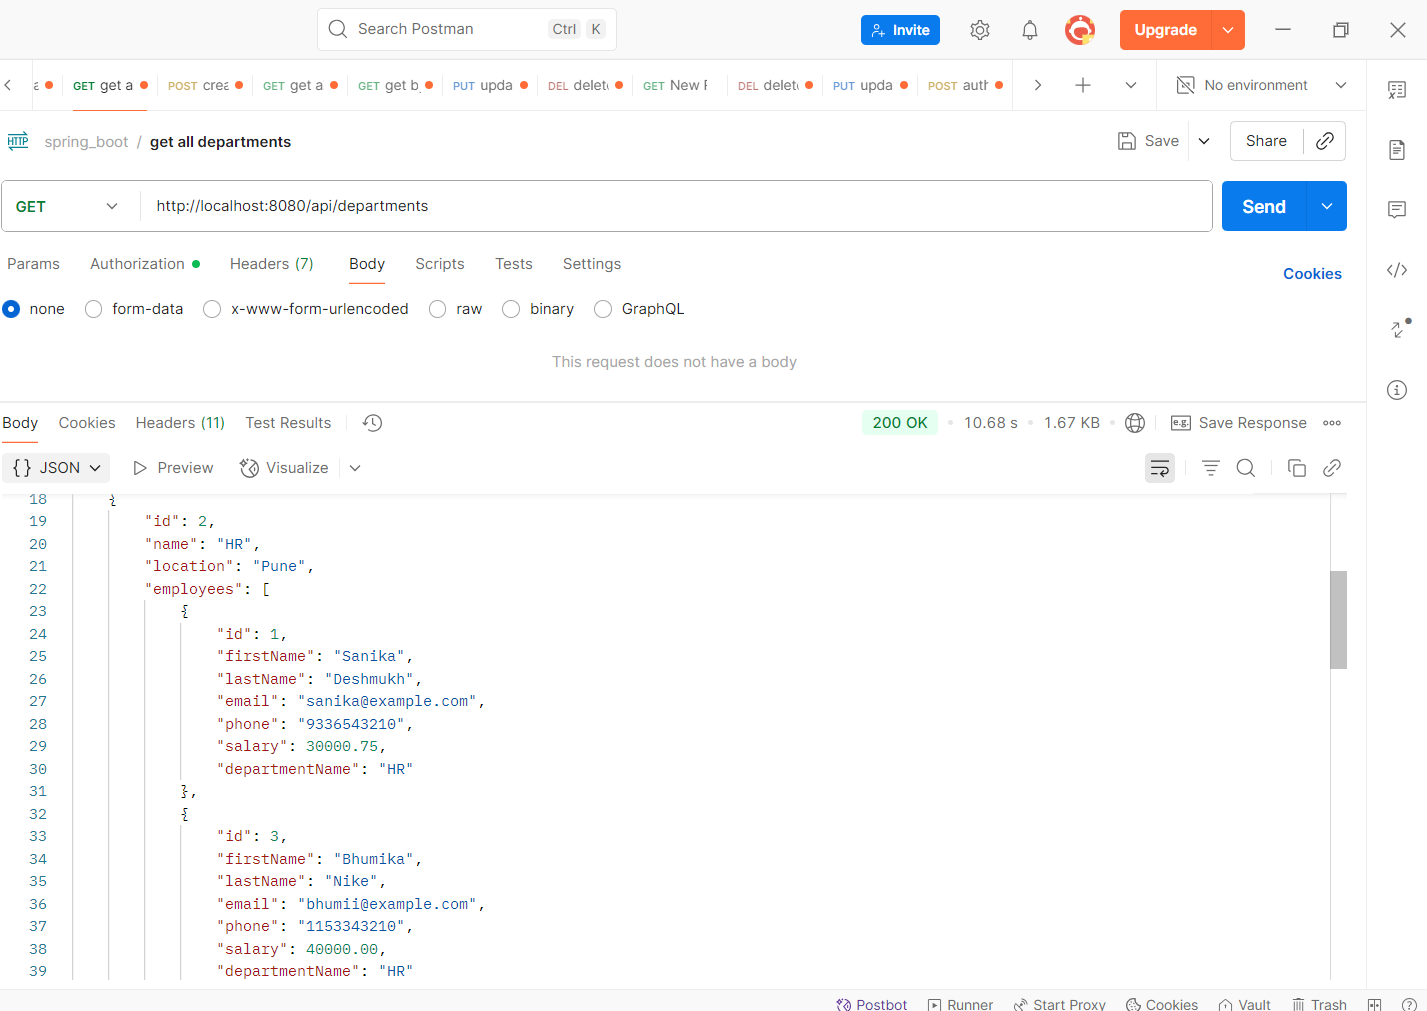 Search Postman Ctrl K Invite Upgrade
GET get a POST crea GET get a GET get b PUT upda DEL delet GET New DEL delet PUT upda POST auth No environment
HTTP spring_boot / get all departments Save Share
GET http://localhost:8080/api/departments Send
Params Authorization Headers (7) Body Scripts Tests Settings Cookies
none form-data x-www-form-urlencoded raw binary GraphQL
This request does not have a body
Body Cookies Headers (11) Test Results 200 OK 10.68 s 1.67 KB e.g. Save Response
{} JSON Preview Visualize
18 {
19 "id": 2,
20 "name": "HR",
21 "location": "Pune",
22 "employees": [
23 {
24 "id": 1,
25 "firstName": "Sanika",
26 "lastName": "Deshmukh",
27 "email": "sanika@example.com",
28 "phone": "9336543210",
29 "salary": 30000.75,
30 "departmentName": "HR"
31 },
32 {
33 "id": 3,
34 "firstName": "Bhumika",
35 "lastName": "Nike",
36 "email": "bhumii@example.com",
37 "phone": "1153343210",
38 "salary": 40000.00,
39 "departmentName": "HR"
Postbot Runner Start Proxy Cookies Vault Trash